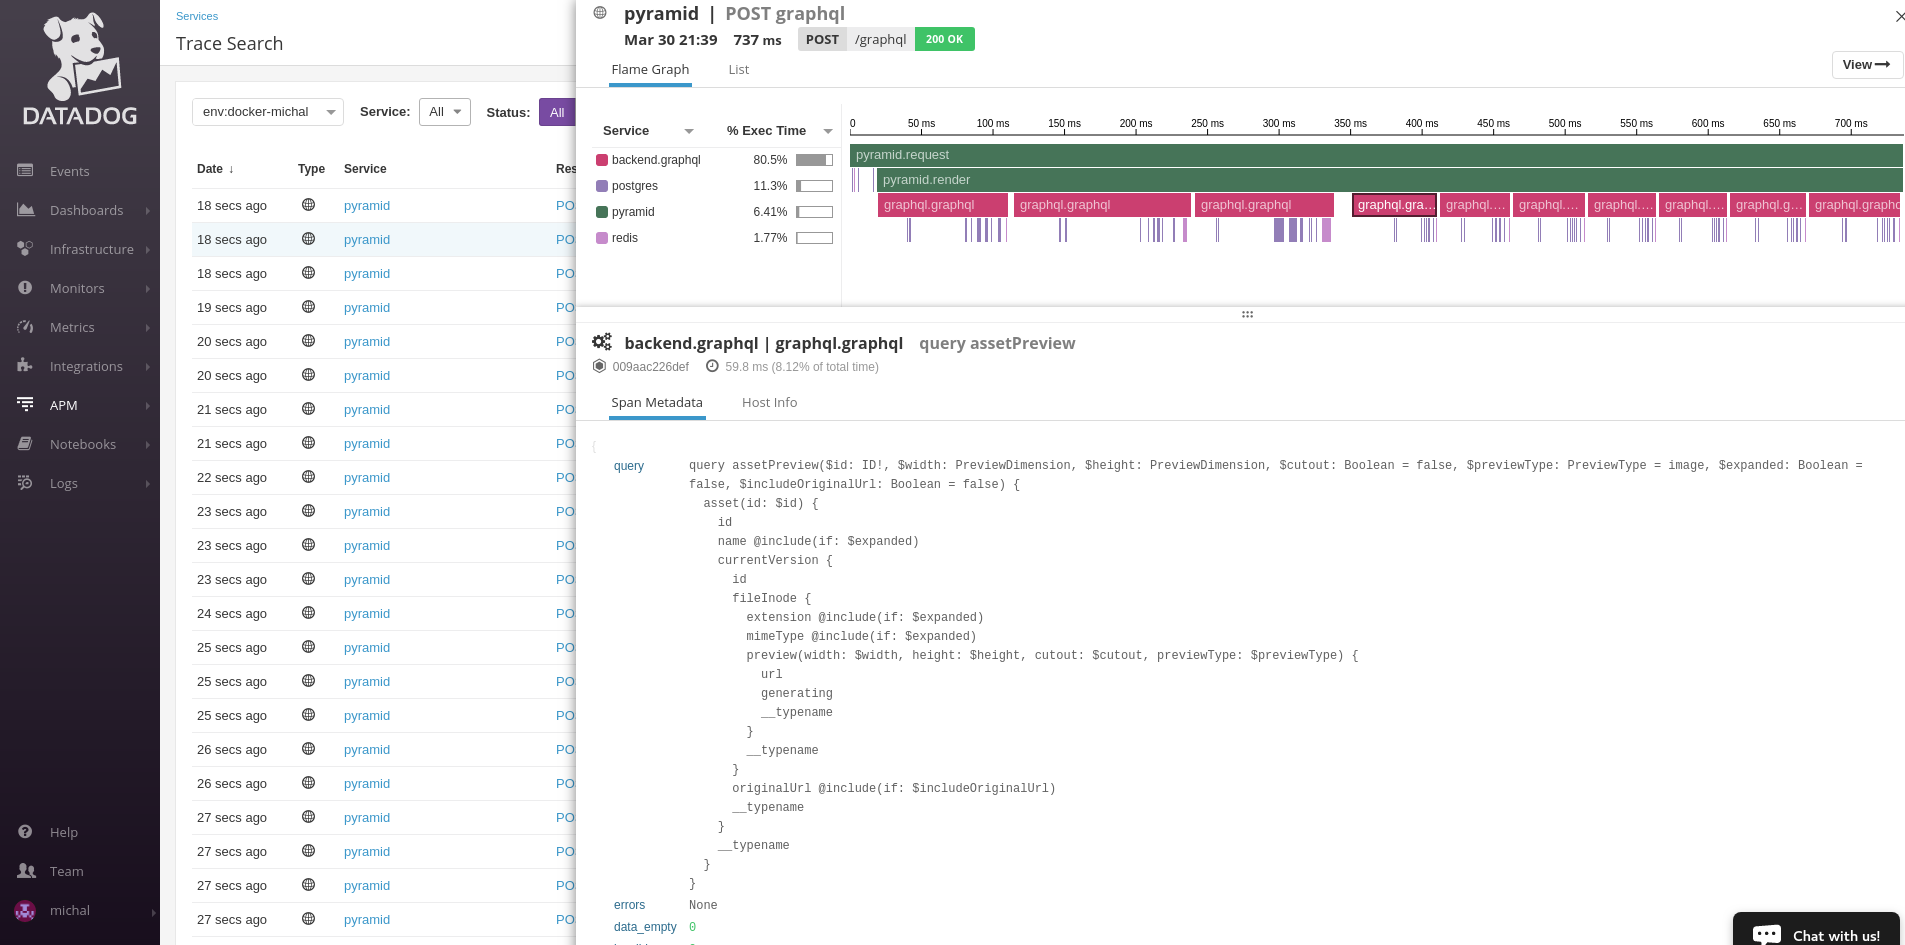 DATADOG
Events
Dashboards
Infrastructure
Monitors
Metrics
Integrations
APM
Notebooks
Logs
Help
Team
michal
Services
Trace Search
env:docker-michal Service: All Status: All
Date ↓ Type Service Res
18 secs ago pyramid PO
18 secs ago pyramid PO
18 secs ago pyramid PO
19 secs ago pyramid PO
20 secs ago pyramid PO
20 secs ago pyramid PO
21 secs ago pyramid PO
21 secs ago pyramid PO
22 secs ago pyramid PO
23 secs ago pyramid PO
23 secs ago pyramid PO
23 secs ago pyramid PO
24 secs ago pyramid PO
25 secs ago pyramid PO
25 secs ago pyramid PO
25 secs ago pyramid PO
26 secs ago pyramid PO
26 secs ago pyramid PO
27 secs ago pyramid PO
27 secs ago pyramid PO
27 secs ago pyramid PO
27 secs ago pyramid PO
pyramid | POST graphql
Mar 30 21:39 737 ms POST /graphql 200 OK
Flame Graph List
View
Service % Exec Time
backend.graphql 80.5%
postgres 11.3%
pyramid 6.41%
redis 1.77%
0 50 ms 100 ms 150 ms 200 ms 250 ms 300 ms 350 ms 400 ms 450 ms 500 ms 550 ms 600 ms 650 ms 700 ms
pyramid.request
pyramid.render
graphql.graphql graphql.graphql graphql.graphql graphql.gra... graphql.... graphql.... graphql.... graphql.... graphql.g... graphql.graphq
backend.graphql | graphql.graphql query assetPreview
009aac226def 59.8 ms (8.12% of total time)
Span Metadata Host Info
{
query query assetPreview($id: ID!, $width: PreviewDimension, $height: PreviewDimension, $cutout: Boolean = false, $previewType: PreviewType = image, $expanded: Boolean =
false, $includeOriginalUrl: Boolean = false) {
asset(id: $id) {
id
name @include(if: $expanded)
currentVersion {
id
fileInode {
extension @include(if: $expanded)
mimeType @include(if: $expanded)
preview(width: $width, height: $height, cutout: $cutout, previewType: $previewType) {
url
generating
__typename
}
__typename
}
originalUrl @include(if: $includeOriginalUrl)
__typename
}
__typename
}
}
errors None
data_empty 0
Chat with us!